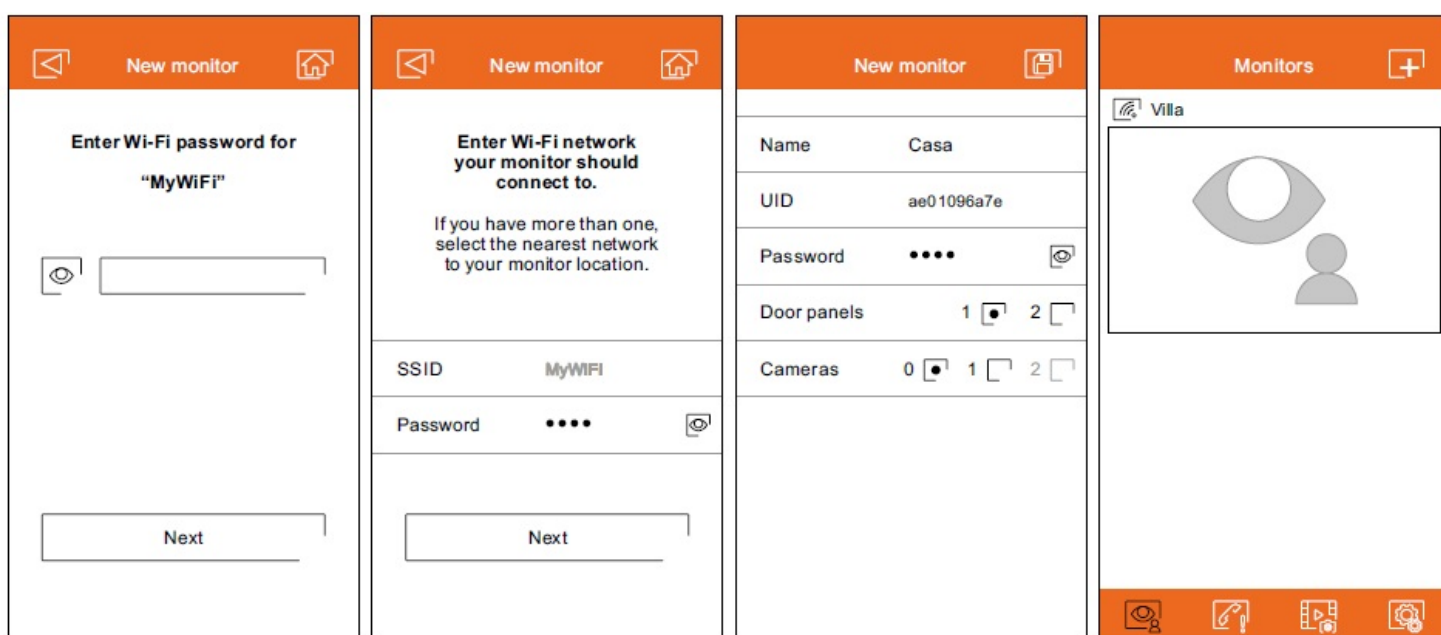 New monitor
Enter Wi-Fi password for
“MyWiFi”
Next
New monitor
Enter Wi-Fi network
your monitor should
connect to.
If you have more than one,
select the nearest network
to your monitor location.
SSID MyWIFI
Password ••••
Next
New monitor
Name Casa
UID ae01096a7e
Password ••••
Door panels 1 2
Cameras 0 1 2
Monitors
Villa